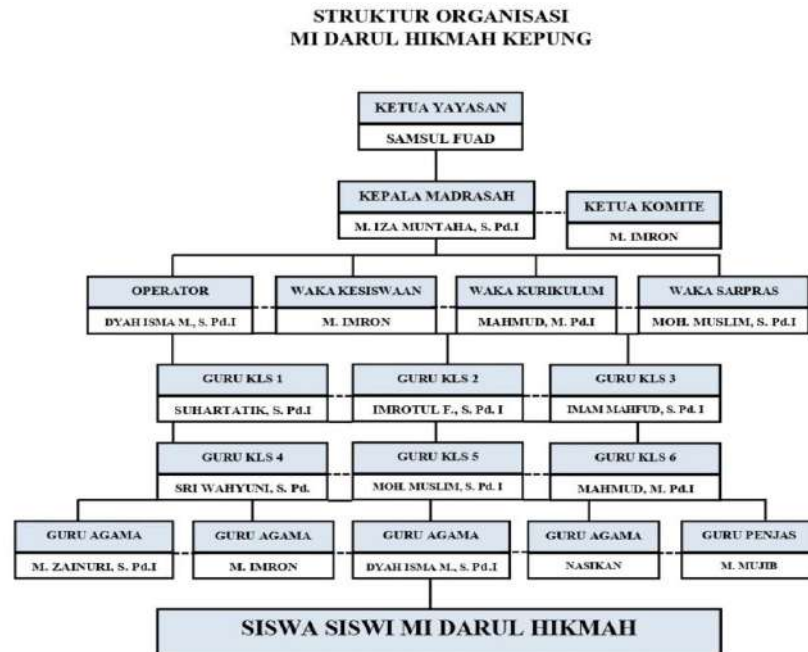 STRUKTUR ORGANISASI
MI DARUL HIKMAH KEPUNG
KETUA YAYASAN
SAMSUL FUAD
KEPALA MADRASAH
M. IZA MUNTAHA, S. Pd.I
KETUA KOMITE
M. IMRON
OPERATOR
DYAH ISMA M., S. Pd.I
WAKA KESISWAAN
M. IMRON
WAKA KURIKULUM
MAHMUD, M. Pd.I
WAKA SARPRAS
MOH. MUSLIM, S. Pd.I
GURU KLS 1
SUHARTATIK, S. Pd.I
GURU KLS 2
IMROTUL F., S. Pd. I
GURU KLS 3
IMAM MAHFUD, S. Pd. I
GURU KLS 4
SRI WAHYUNI, S. Pd.
GURU KLS 5
MOH. MUSLIM, S. Pd. I
GURU KLS 6
MAHMUD, M. Pd.I
GURU AGAMA
M. ZAINURI, S. Pd.I
GURU AGAMA
M. IMRON
GURU AGAMA
DYAH ISMA M., S. Pd.I
GURU AGAMA
NASIKAN
GURU PENJAS
M. MUJIB
SISWA SISWI MI DARUL HIKMAH